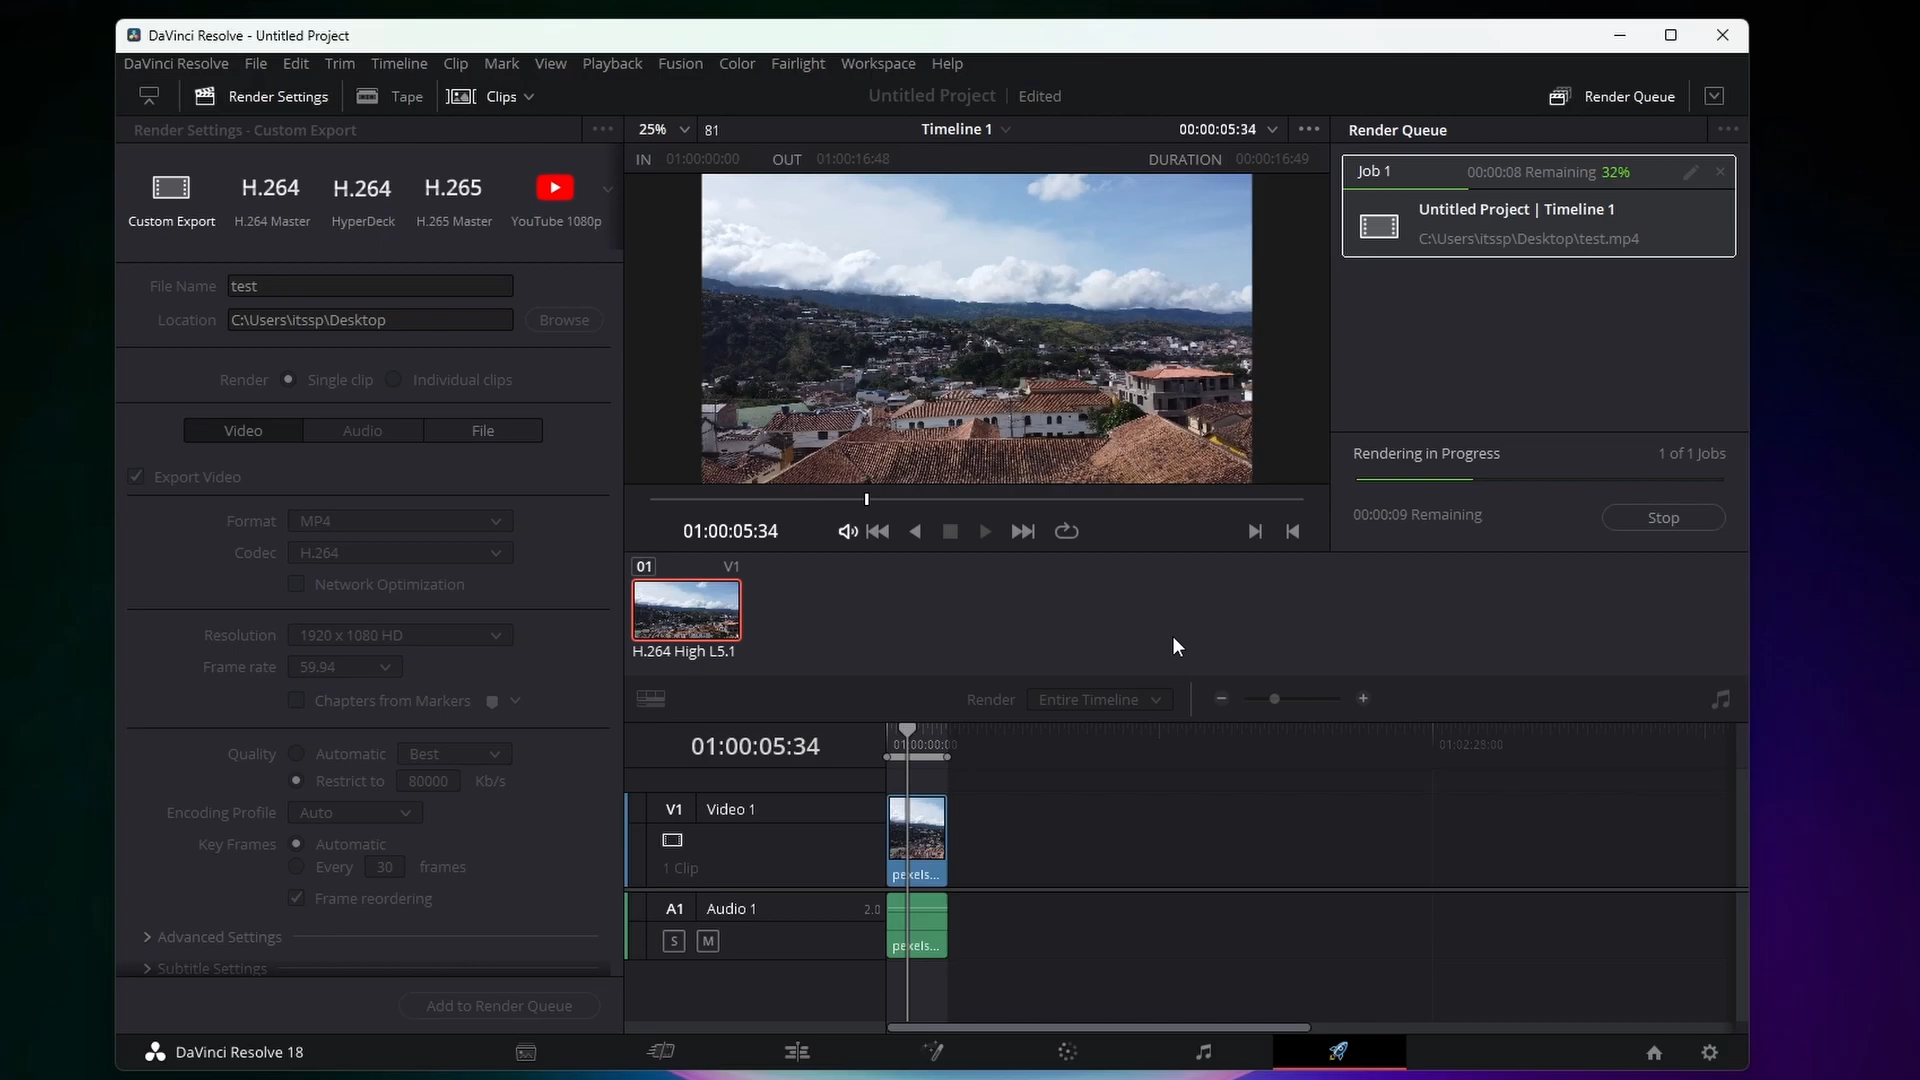 DaVinci Resolve - Untitled Project
DaVinci Resolve File Edit Trim Timeline Clip Mark View Playback Fusion Color Fairlight Workspace Help
Render Settings Tape Clips Untitled Project Edited Render Queue
Render Settings - Custom Export
25% 81 Timeline 1 00:00:05:34
Render Queue
IN 01:00:00:00 OUT 01:00:16:48 DURATION 00:00:16:49
H.264 H.264 H.265
Custom Export H.264 Master HyperDeck H.265 Master YouTube 1080p
Job 1 00:00:08 Remaining 32%
Untitled Project | Timeline 1
C:\Users\itssp\Desktop\test.mp4
File Name test
Location C:\Users\itssp\Desktop Browse
Render Single clip Individual clips
Video Audio File
Export Video
Format MP4
Codec H.264
Network Optimization
Resolution 1920 x 1080 HD
Frame rate 59.94
Chapters from Markers
Quality Automatic Best
Restrict to 80000 Kb/s
Encoding Profile Auto
Key Frames Automatic
Every 30 frames
Frame reordering
Advanced Settings
Subtitle Settings
Add to Render Queue
Rendering in Progress 1 of 1 Jobs
00:00:09 Remaining Stop
01:00:05:34
01 V1
H.264 High L5.1
Render Entire Timeline
01:00:05:34 01:00:00:00 01:02:28:00
V1 Video 1
1 Clip
pexels...
A1 Audio 1 2.0
S M
pexels...
DaVinci Resolve 18